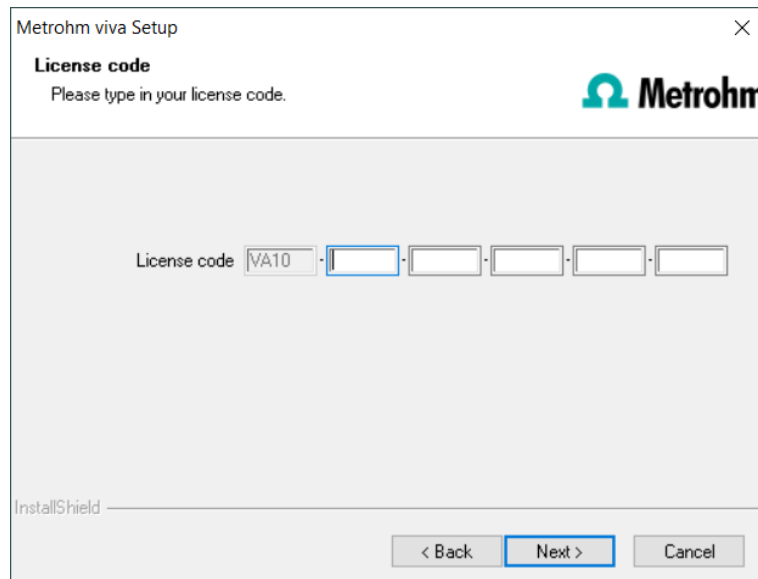 Metrohm viva Setup
License code
Please type in your license code.
Metrohm
License code VA10 - - - - -
InstallShield
< Back Next > Cancel